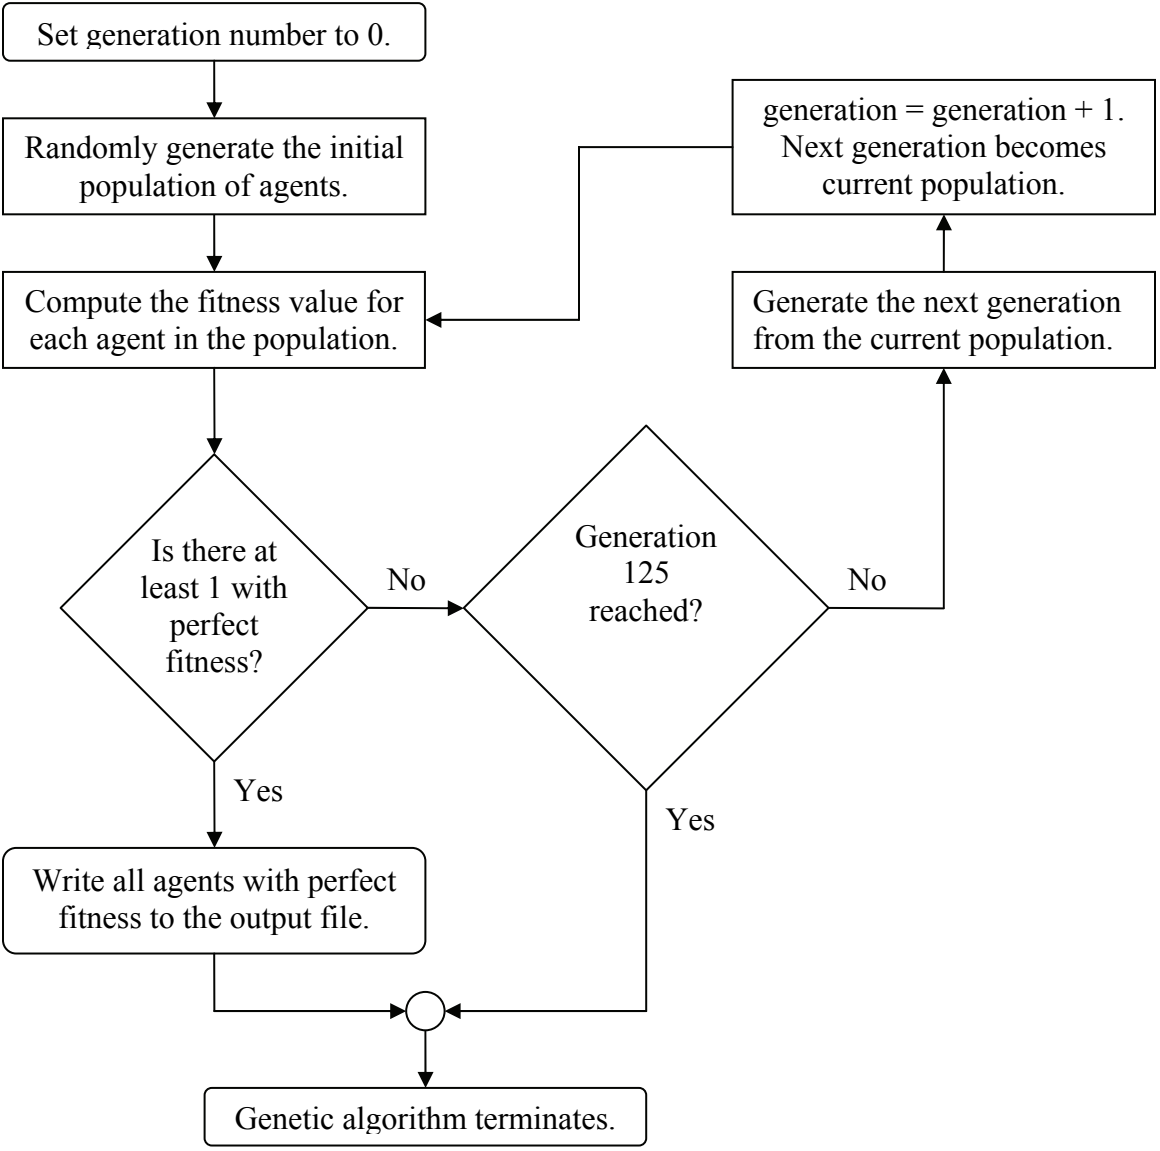 Set generation number to 0.
Randomly generate the initial
population of agents.
Compute the fitness value for
each agent in the population.
generation = generation + 1.
Next generation becomes
current population.
Generate the next generation
from the current population.
Is there at
least 1 with
perfect
fitness?
No
Generation
125
reached?
No
Yes
Yes
Write all agents with perfect
fitness to the output file.
Genetic algorithm terminates.